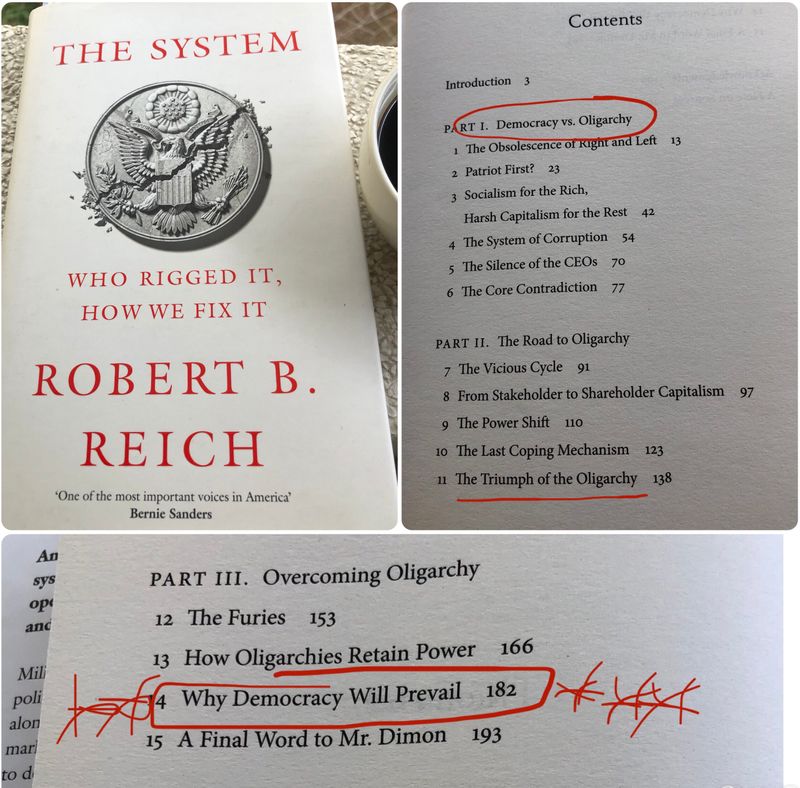 THE SYSTEM
WHO RIGGED IT,
HOW WE FIX IT
ROBERT B.
REICH
‘One of the most important voices in America’
Bernie Sanders
Contents
Introduction 3
PART I. Democracy vs. Oligarchy
1 The Obsolescence of Right and Left 13
2 Patriot First? 23
3 Socialism for the Rich,
Harsh Capitalism for the Rest 42
4 The System of Corruption 54
5 The Silence of the CEOs 70
6 The Core Contradiction 77
PART II. The Road to Oligarchy
7 The Vicious Cycle 91
8 From Stakeholder to Shareholder Capitalism 97
9 The Power Shift 110
10 The Last Coping Mechanism 123
11 The Triumph of the Oligarchy 138
PART III. Overcoming Oligarchy
12 The Furies 153
13 How Oligarchies Retain Power 166
14 Why Democracy Will Prevail 182
15 A Final Word to Mr. Dimon 193
and
to